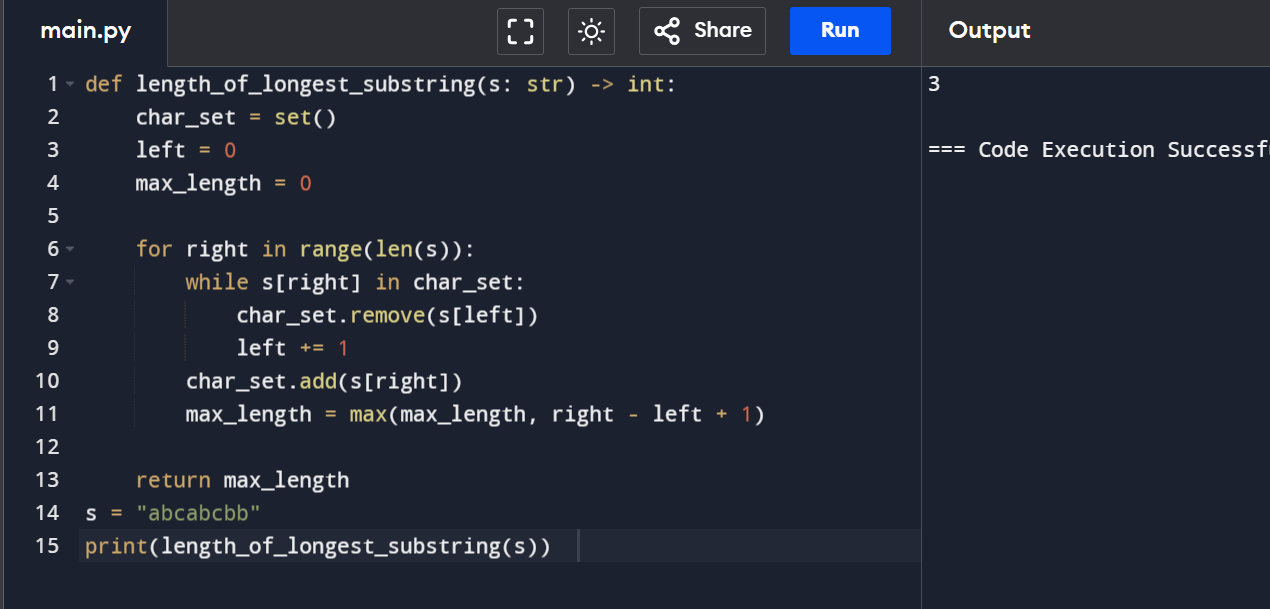 main.py
Share
Run
Output
1 def length_of_longest_substring(s: str) -> int:
2     char_set = set()
3     left = 0
4     max_length = 0
5
6     for right in range(len(s)):
7         while s[right] in char_set:
8             char_set.remove(s[left])
9             left += 1
10         char_set.add(s[right])
11         max_length = max(max_length, right - left + 1)
12
13     return max_length
14 s = "abcabcbb"
15 print(length_of_longest_substring(s))
3
=== Code Execution Successf